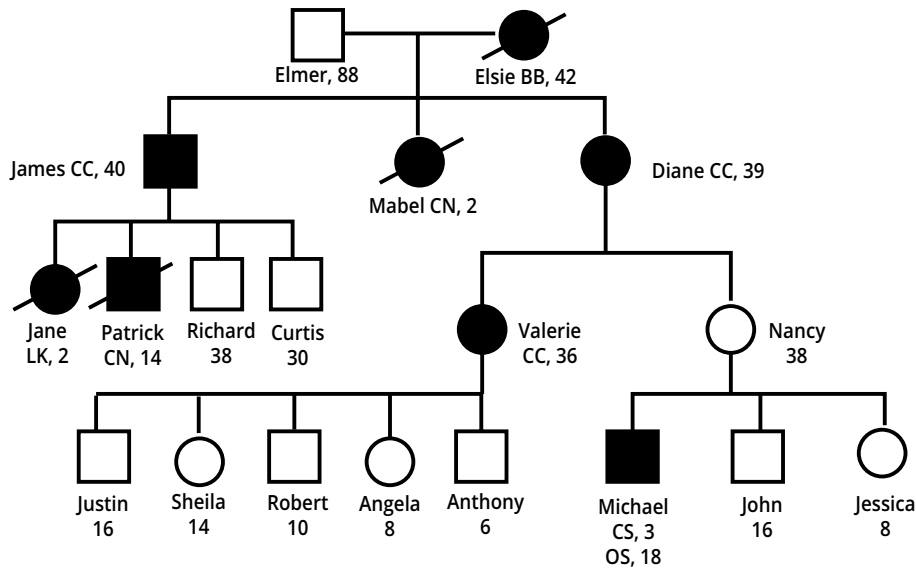 Elmer, 88
Elsie BB, 42
James CC, 40
Mabel CN, 2
Diane CC, 39
Jane
LK, 2
Patrick
CN, 14
Richard
38
Curtis
30
Valerie
CC, 36
Nancy
38
Justin
16
Sheila
14
Robert
10
Angela
8
Anthony
6
Michael
CS, 3
OS, 18
John
16
Jessica
8